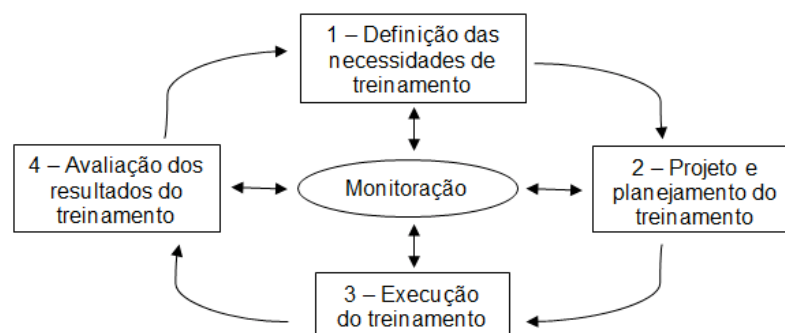 1 – Definição das
necessidades de
treinamento
4 – Avaliação dos
resultados do
treinamento
Monitoração
2 – Projeto e
planejamento do
treinamento
3 – Execução
do treinamento